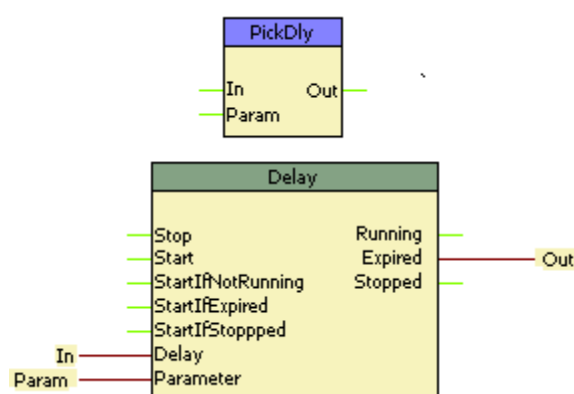 PickDly
In Out
Param
Delay
Stop Running
Start Expired Out
StartIfNotRunning Stopped
StartIfExpired
StartIfStoppped
In Delay
Param Parameter